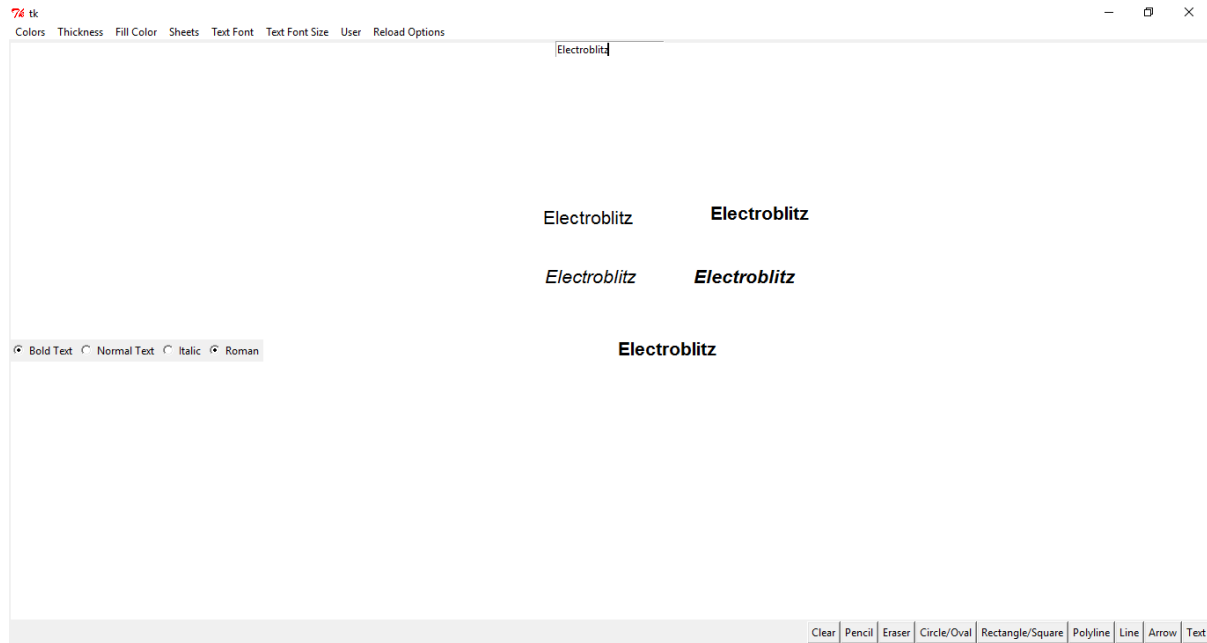 tk
Colors Thickness Fill Color Sheets Text Font Text Font Size User Reload Options
Electroblitz
Electroblitz Electroblitz
Electroblitz Electroblitz
Bold Text Normal Text Italic Roman Electroblitz
Clear Pencil Eraser Circle/Oval Rectangle/Square Polyline Line Arrow Text